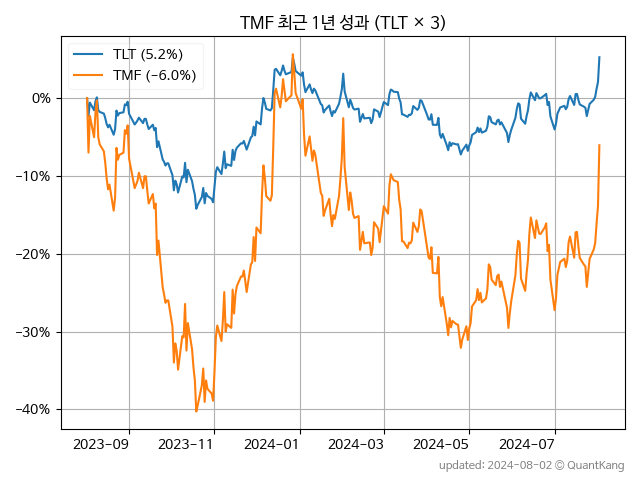 TMF 최근 1년 성과 (TLT × 3)
TLT (5.2%)
TMF (−6.0%)
0%
−10%
−20%
−30%
−40%
2023−09
2023−11
2024−01
2024−03
2024−05
2024−07
updated: 2024-08-02 © QuantKang